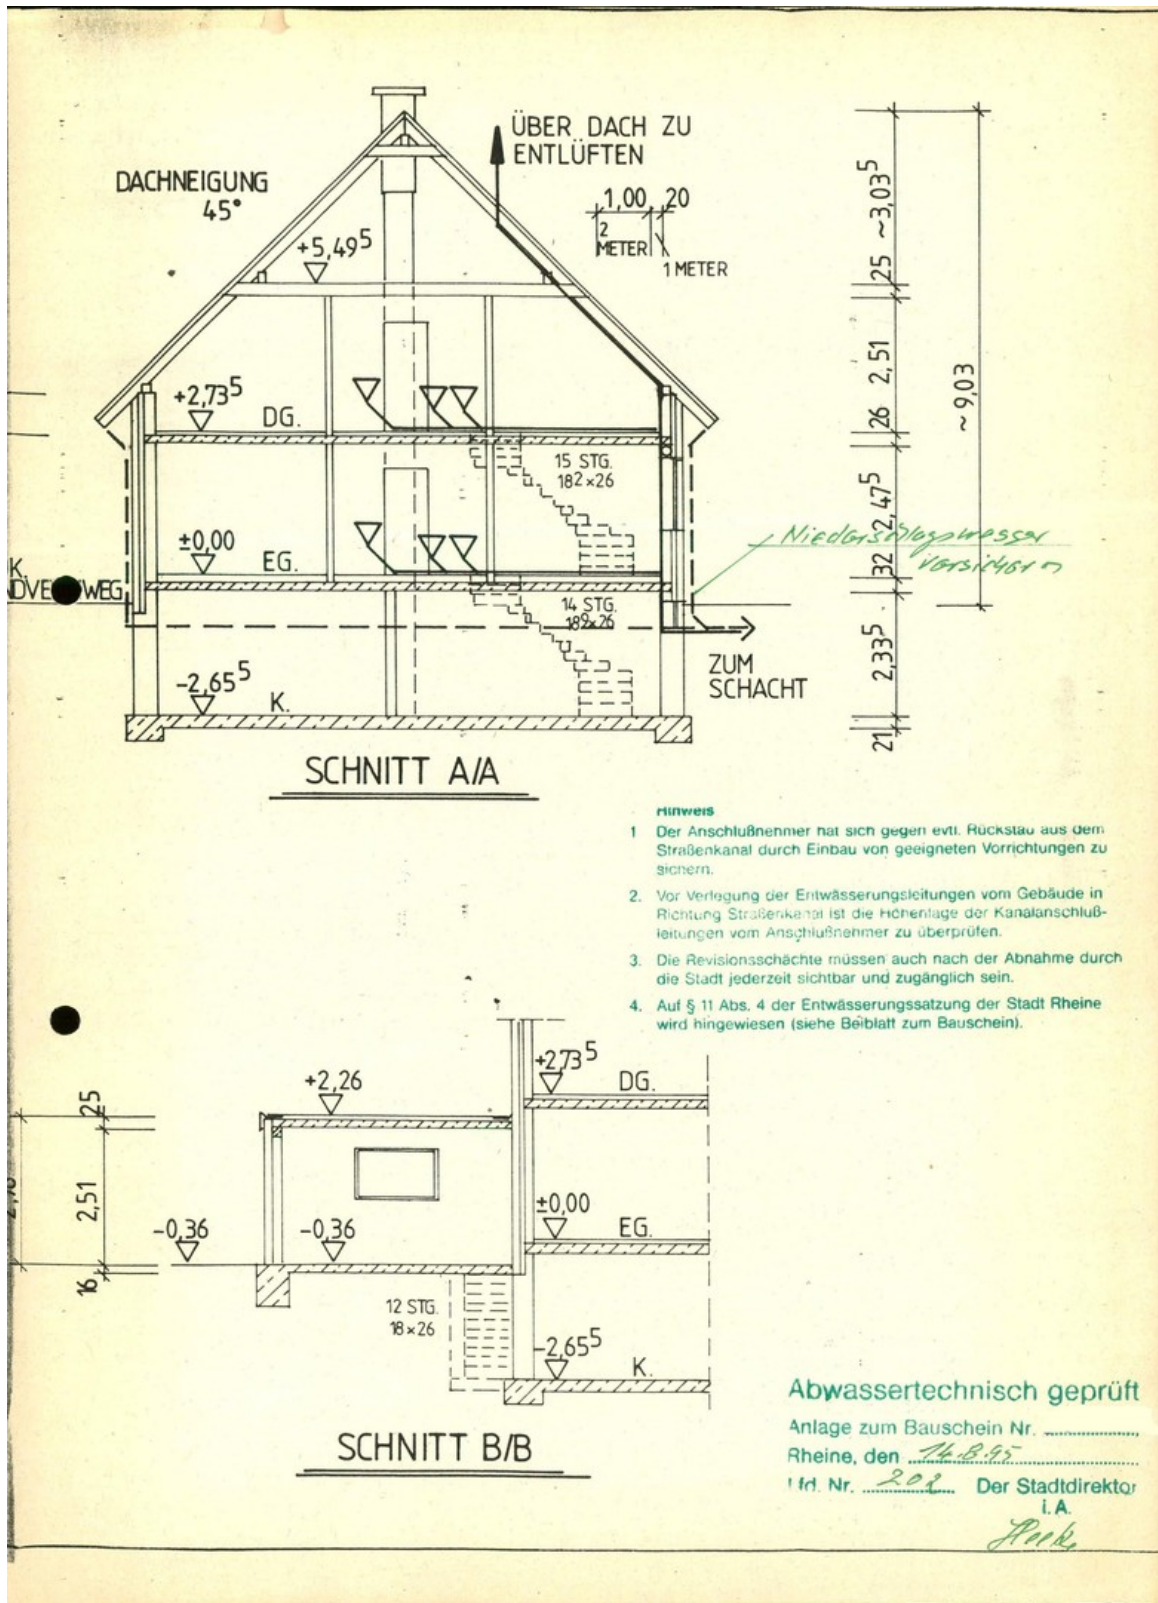 ÜBER DACH ZU
ENTLÜFTEN
DACHNEIGUNG
45°
1,00 20
2
METER
1 METER
+5,49⁵
~3,03⁵
25
2,51
26
2,47⁵
32
2,33⁵
21
~9,03
+2,73⁵
DG.
15 STG.
18²×26
±0,00
EG.
Niederschlagswasser
versickern
K.
WEG
14 STG.
18⁹×26
ZUM
SCHACHT
-2,65⁵
K.
SCHNITT A/A
Hinweis
1 Der Anschlußnehmer hat sich gegen evtl. Rückstau aus dem
Straßenkanal durch Einbau von geeigneten Vorrichtungen zu
sichern.
2. Vor Verlegung der Entwässerungsleitungen vom Gebäude in
Richtung Straßenkanal ist die Höhenlage der Kanalanschluß-
leitungen vom Anschlußnehmer zu überprüfen.
3. Die Revisionsschächte müssen auch nach der Abnahme durch
die Stadt jederzeit sichtbar und zugänglich sein.
4. Auf § 11 Abs. 4 der Entwässerungssatzung der Stadt Rheine
wird hingewiesen (siehe Beiblatt zum Bauschein).
+2,73⁵
DG.
+2,26
25
2,51
16
-0,36
-0,36
±0,00
EG.
12 STG.
18×26
-2,65⁵
K.
SCHNITT B/B
Abwassertechnisch geprüft
Anlage zum Bauschein Nr.
Rheine, den 14.8.95
Lfd. Nr. 202 Der Stadtdirektor
i.A.